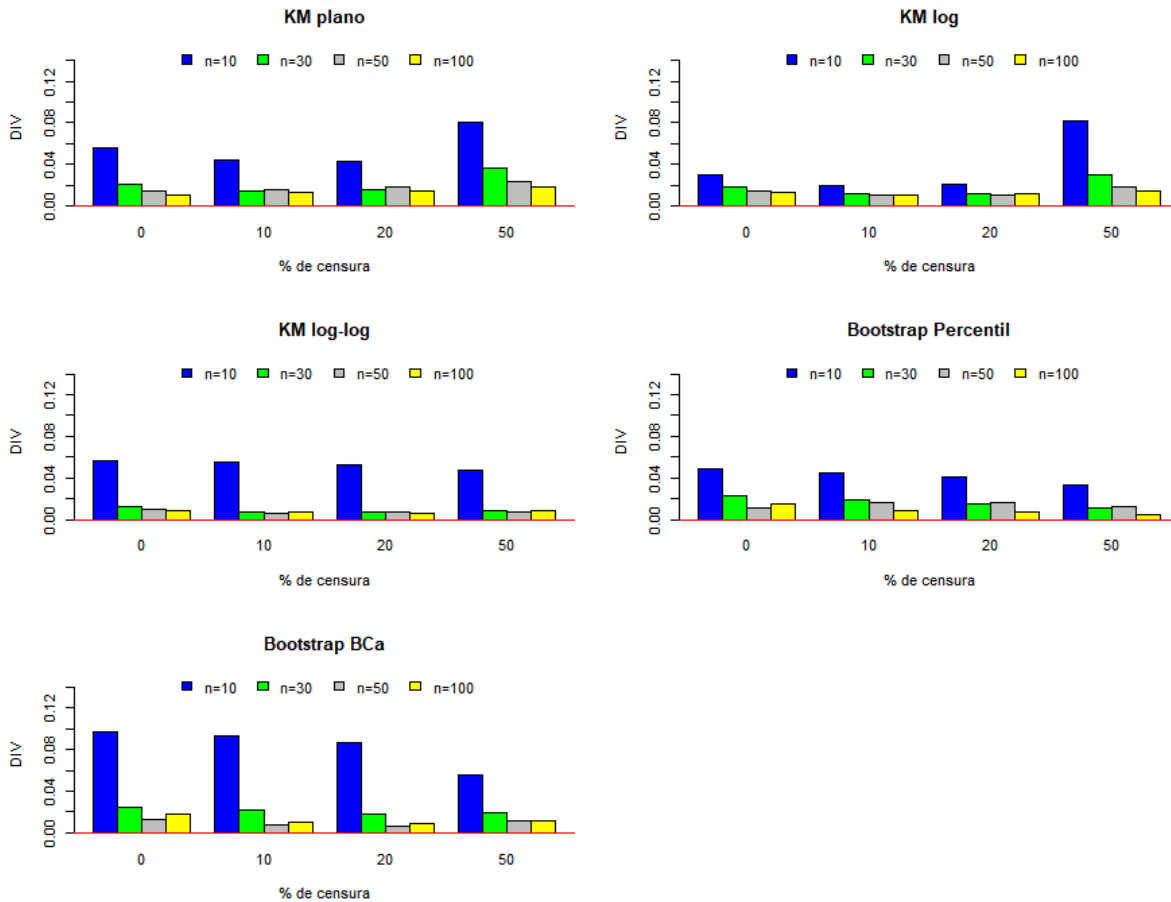 KM plano
n=10 n=30 n=50 n=100
DIV
0.00 0.04 0.08 0.12
0 10 20 50
% de censura
KM log
n=10 n=30 n=50 n=100
DIV
0.00 0.04 0.08 0.12
0 10 20 50
% de censura
KM log-log
n=10 n=30 n=50 n=100
DIV
0.00 0.04 0.08 0.12
0 10 20 50
% de censura
Bootstrap Percentil
n=10 n=30 n=50 n=100
DIV
0.00 0.04 0.08 0.12
0 10 20 50
% de censura
Bootstrap BCa
n=10 n=30 n=50 n=100
DIV
0.00 0.04 0.08 0.12
0 10 20 50
% de censura